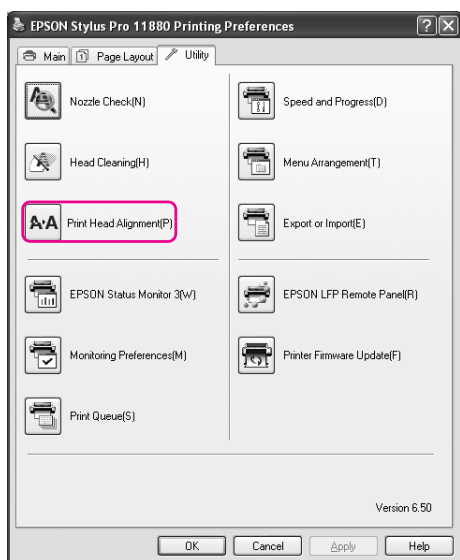 EPSON Stylus Pro 11880 Printing Preferences
Main Page Layout Utility
Nozzle Check(N)
Speed and Progress(D)
Head Cleaning(H)
Menu Arrangement(T)
A A Print Head Alignment(P)
Export or Import(E)
EPSON Status Monitor 3(W)
EPSON LFP Remote Panel(R)
Monitoring Preferences(M)
Printer Firmware Update(F)
Print Queue(S)
Version 6.50
OK Cancel Apply Help